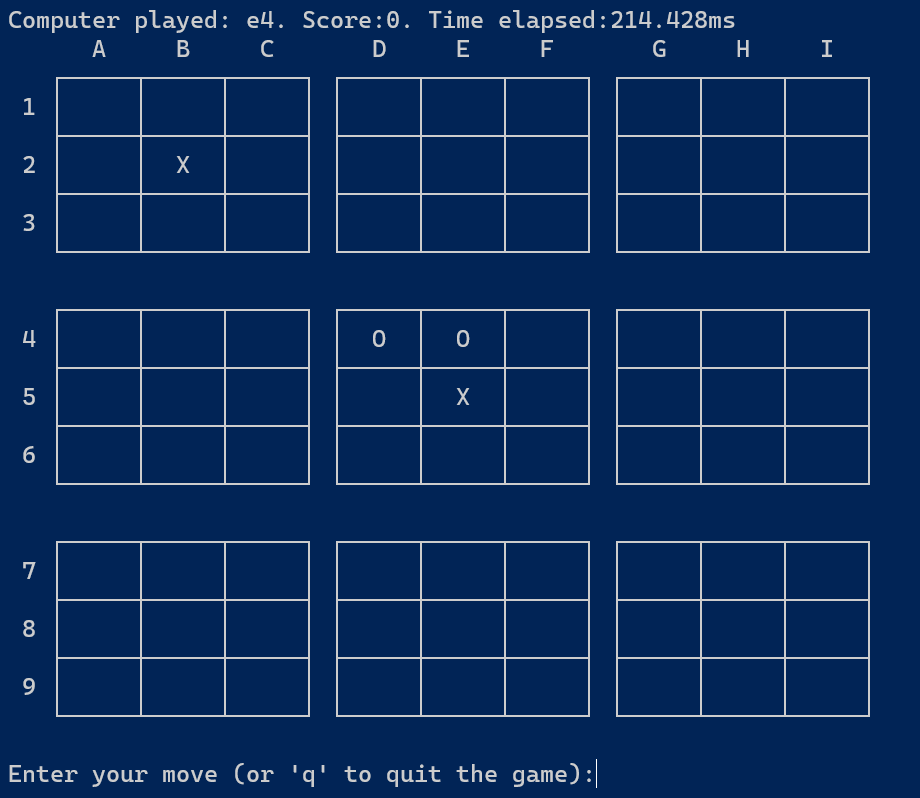 Computer played: e4. Score:0. Time elapsed:214.428ms
A B C D E F G H I
1
2 X
3
4 O O
5 X
6
7
8
9
Enter your move (or 'q' to quit the game):